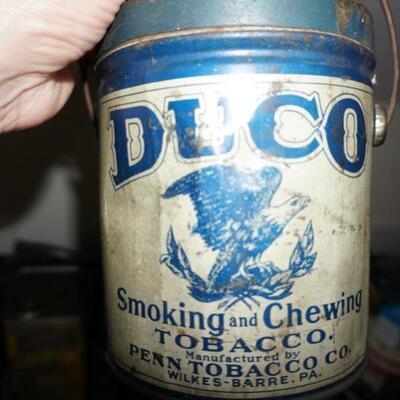 DUCO
Smoking and Chewing
TOBACCO.
Manufactured by
PENN TOBACCO CO.
WILKES-BARRE, PA.